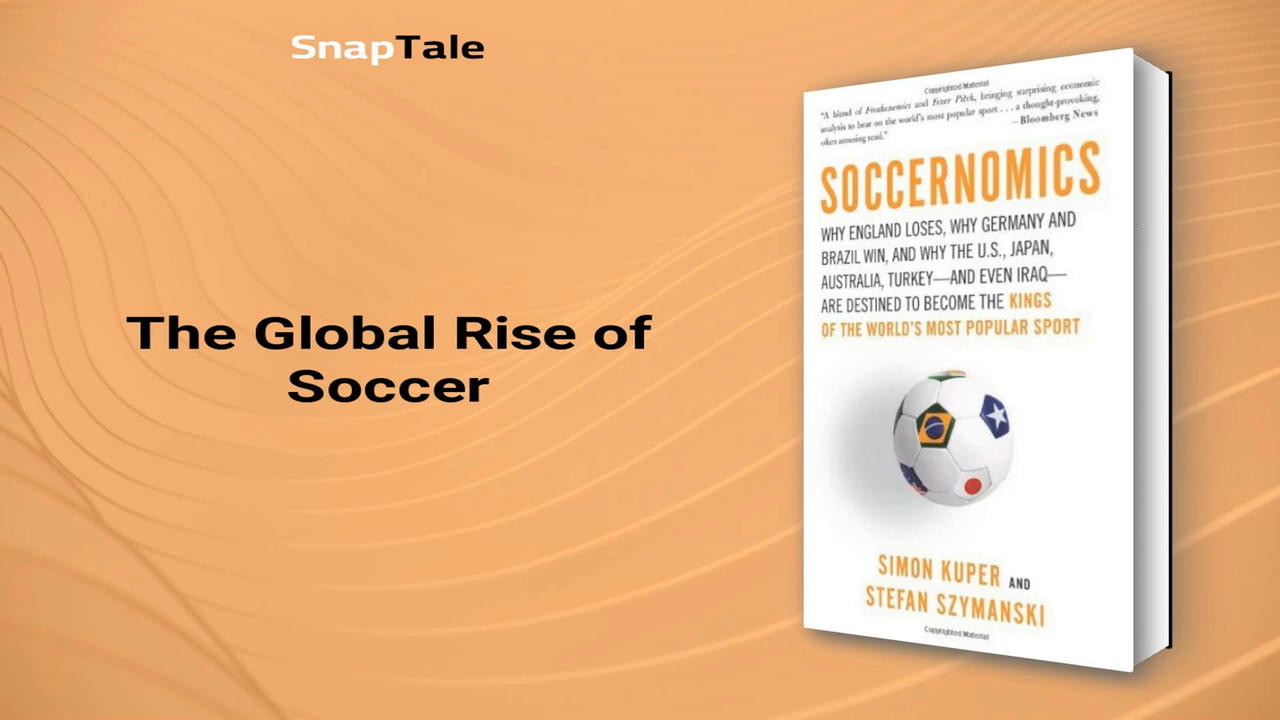 SnapTale
The Global Rise of
Soccer
Copyrighted Material
"A blend of Freakonomics and Fever Pitch, bringing surprising economic
analysis to bear on the world's most popular sport . . . a thought-provoking,
often amusing read."
—Bloomberg News
SOCCERNOMICS
WHY ENGLAND LOSES, WHY GERMANY AND
BRAZIL WIN, AND WHY THE U.S., JAPAN,
AUSTRALIA, TURKEY—AND EVEN IRAQ—
ARE DESTINED TO BECOME THE KINGS
OF THE WORLD'S MOST POPULAR SPORT
SIMON KUPER AND
STEFAN SZYMANSKI
Copyrighted Material